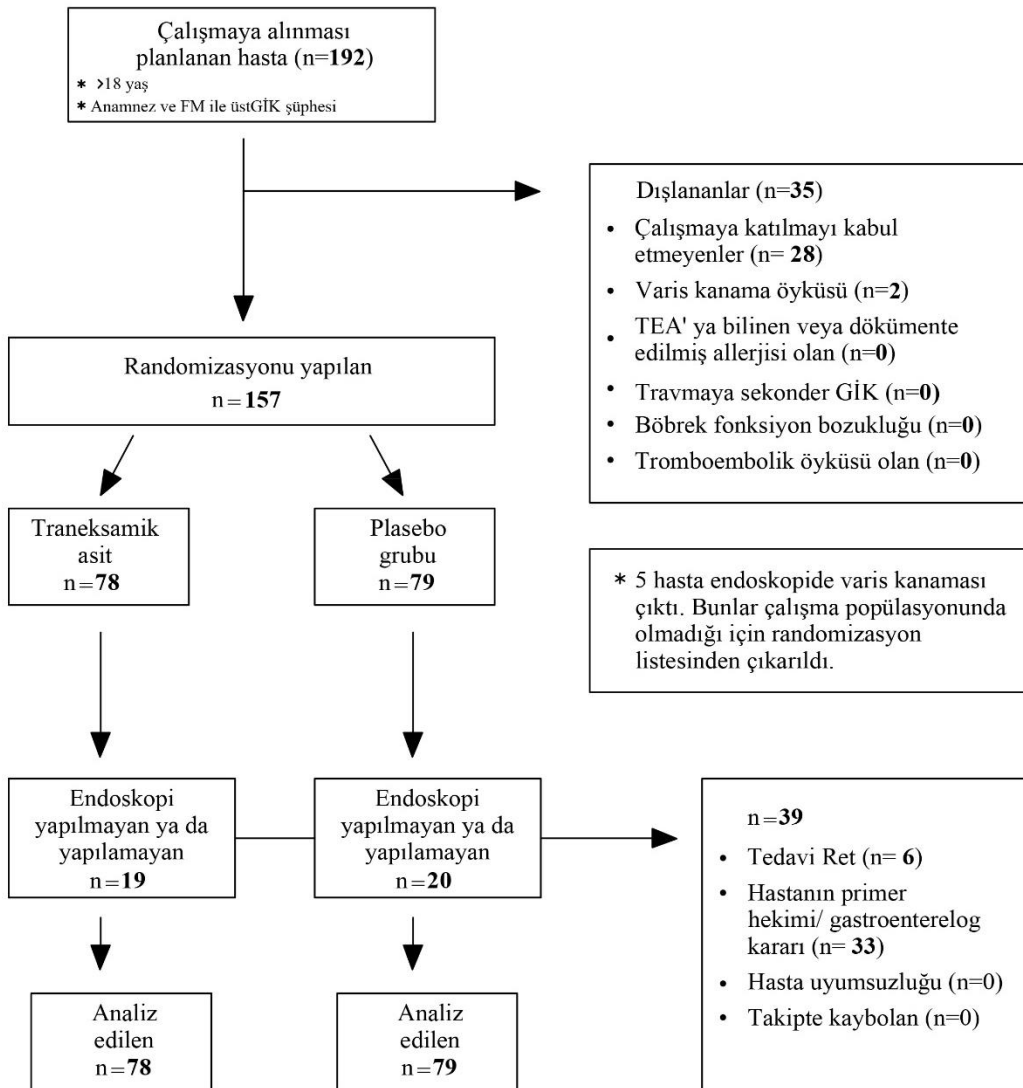 Çalışmaya alınması
planlanan hasta (n=192)
* >18 yaş
* Anamnez ve FM ile üstGİK şüphesi
Dışlananlar (n=35)
• Çalışmaya katılmayı kabul
etmeyenler (n= 28)
• Varis kanama öyküsü (n=2)
• TEA' ya bilinen veya dökümente
edilmiş allerjisi olan (n=0)
• Travmaya sekonder GİK (n=0)
• Böbrek fonksiyon bozukluğu (n=0)
• Tromboembolik öyküsü olan (n=0)
Randomizasyonu yapılan
n=157
Traneksamik
asit
n=78
Plasebo
grubu
n=79
* 5 hasta endoskopide varis kanaması
çıktı. Bunlar çalışma popülasyonunda
olmadığı için randomizasyon
listesinden çıkarıldı.
Endoskopi
yapılmayan ya da
yapılamayan
n=19
Endoskopi
yapılmayan ya da
yapılamayan
n=20
n=39
• Tedavi Ret (n= 6)
• Hastanın primer
hekimi/ gastroenterelog
kararı (n= 33)
• Hasta uyumsuzluğu (n=0)
• Takipte kaybolan (n=0)
Analiz
edilen
n=78
Analiz
edilen
n=79